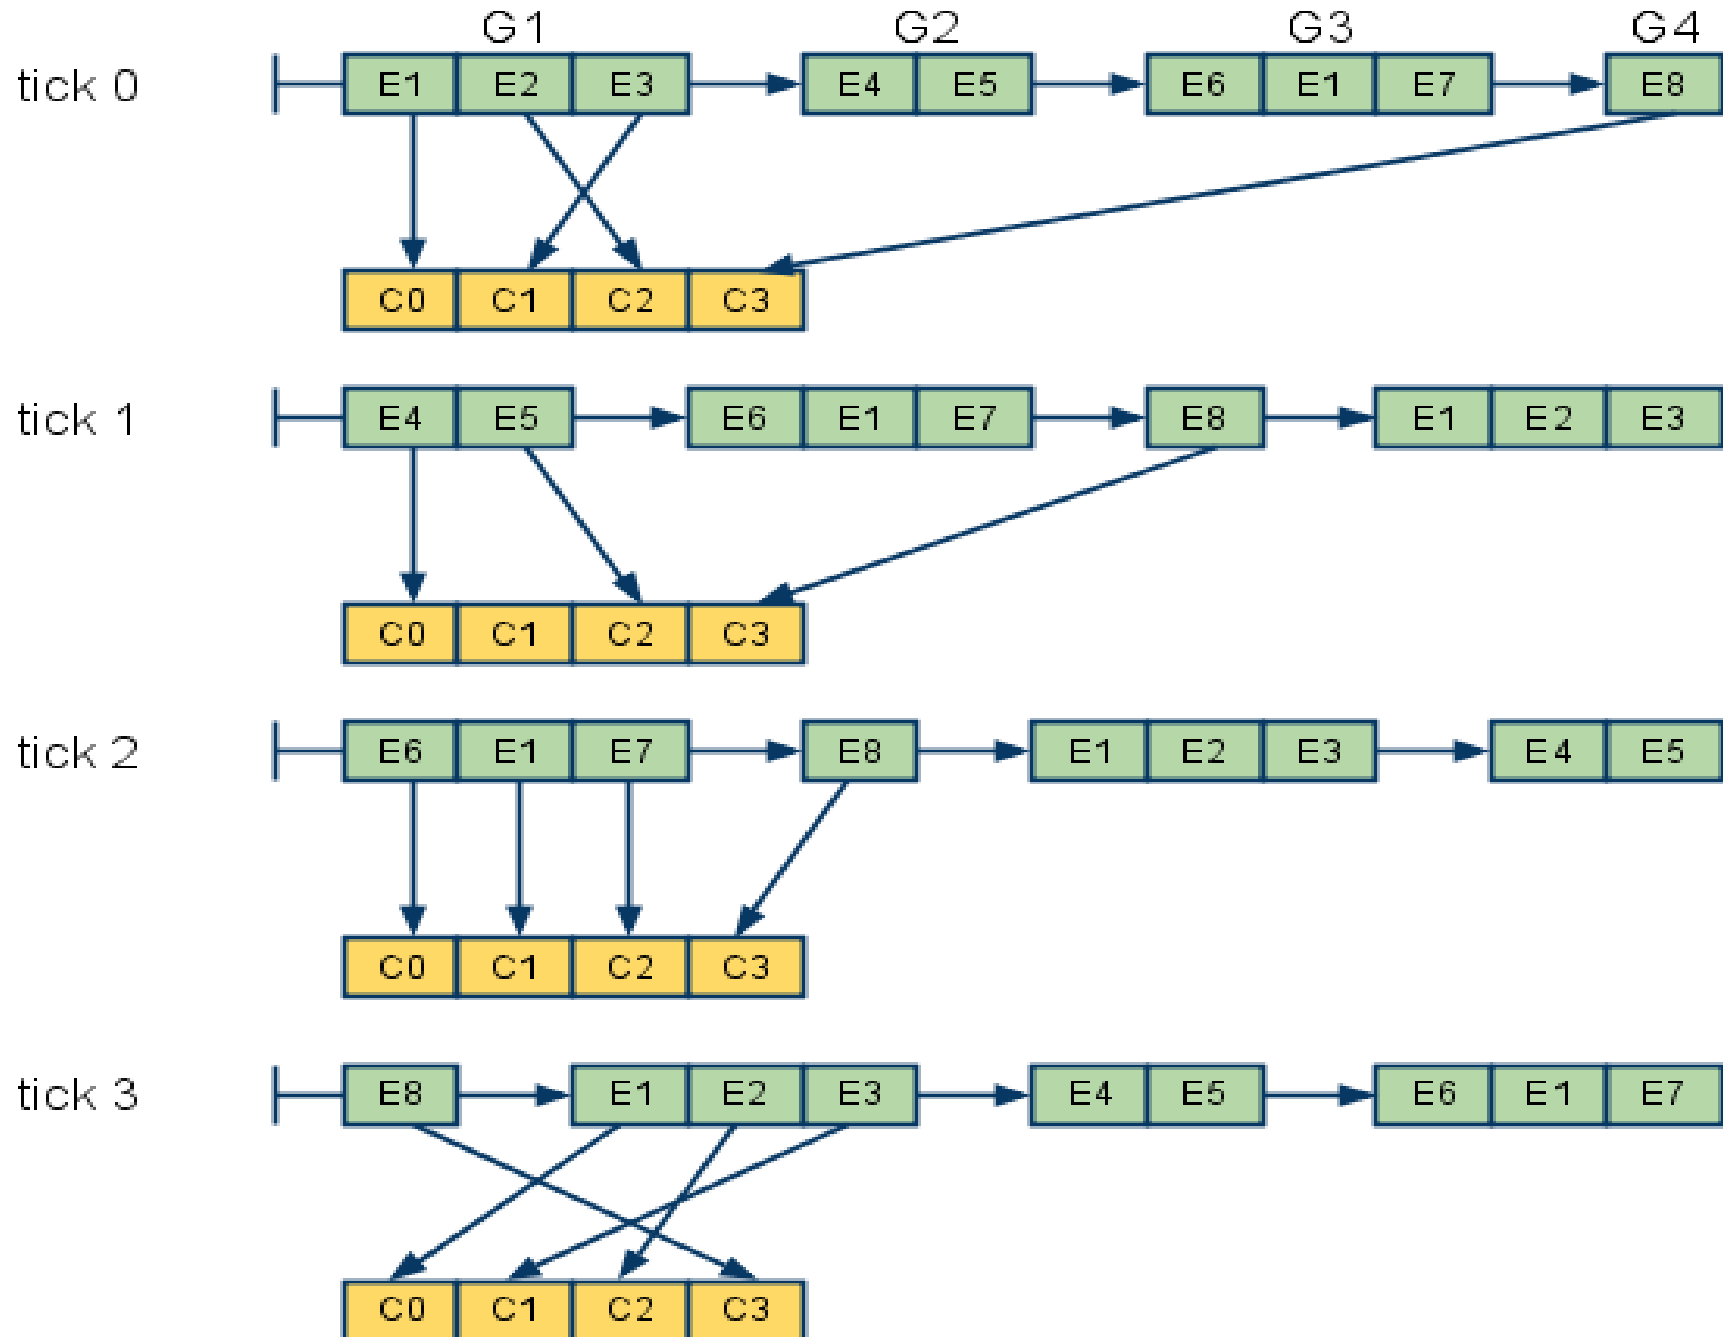 G1 G2 G3 G4
tick 0 E1 E2 E3 E4 E5 E6 E1 E7 E8
C0 C1 C2 C3
tick 1 E4 E5 E6 E1 E7 E8 E1 E2 E3
C0 C1 C2 C3
tick 2 E6 E1 E7 E8 E1 E2 E3 E4 E5
C0 C1 C2 C3
tick 3 E8 E1 E2 E3 E4 E5 E6 E1 E7
C0 C1 C2 C3